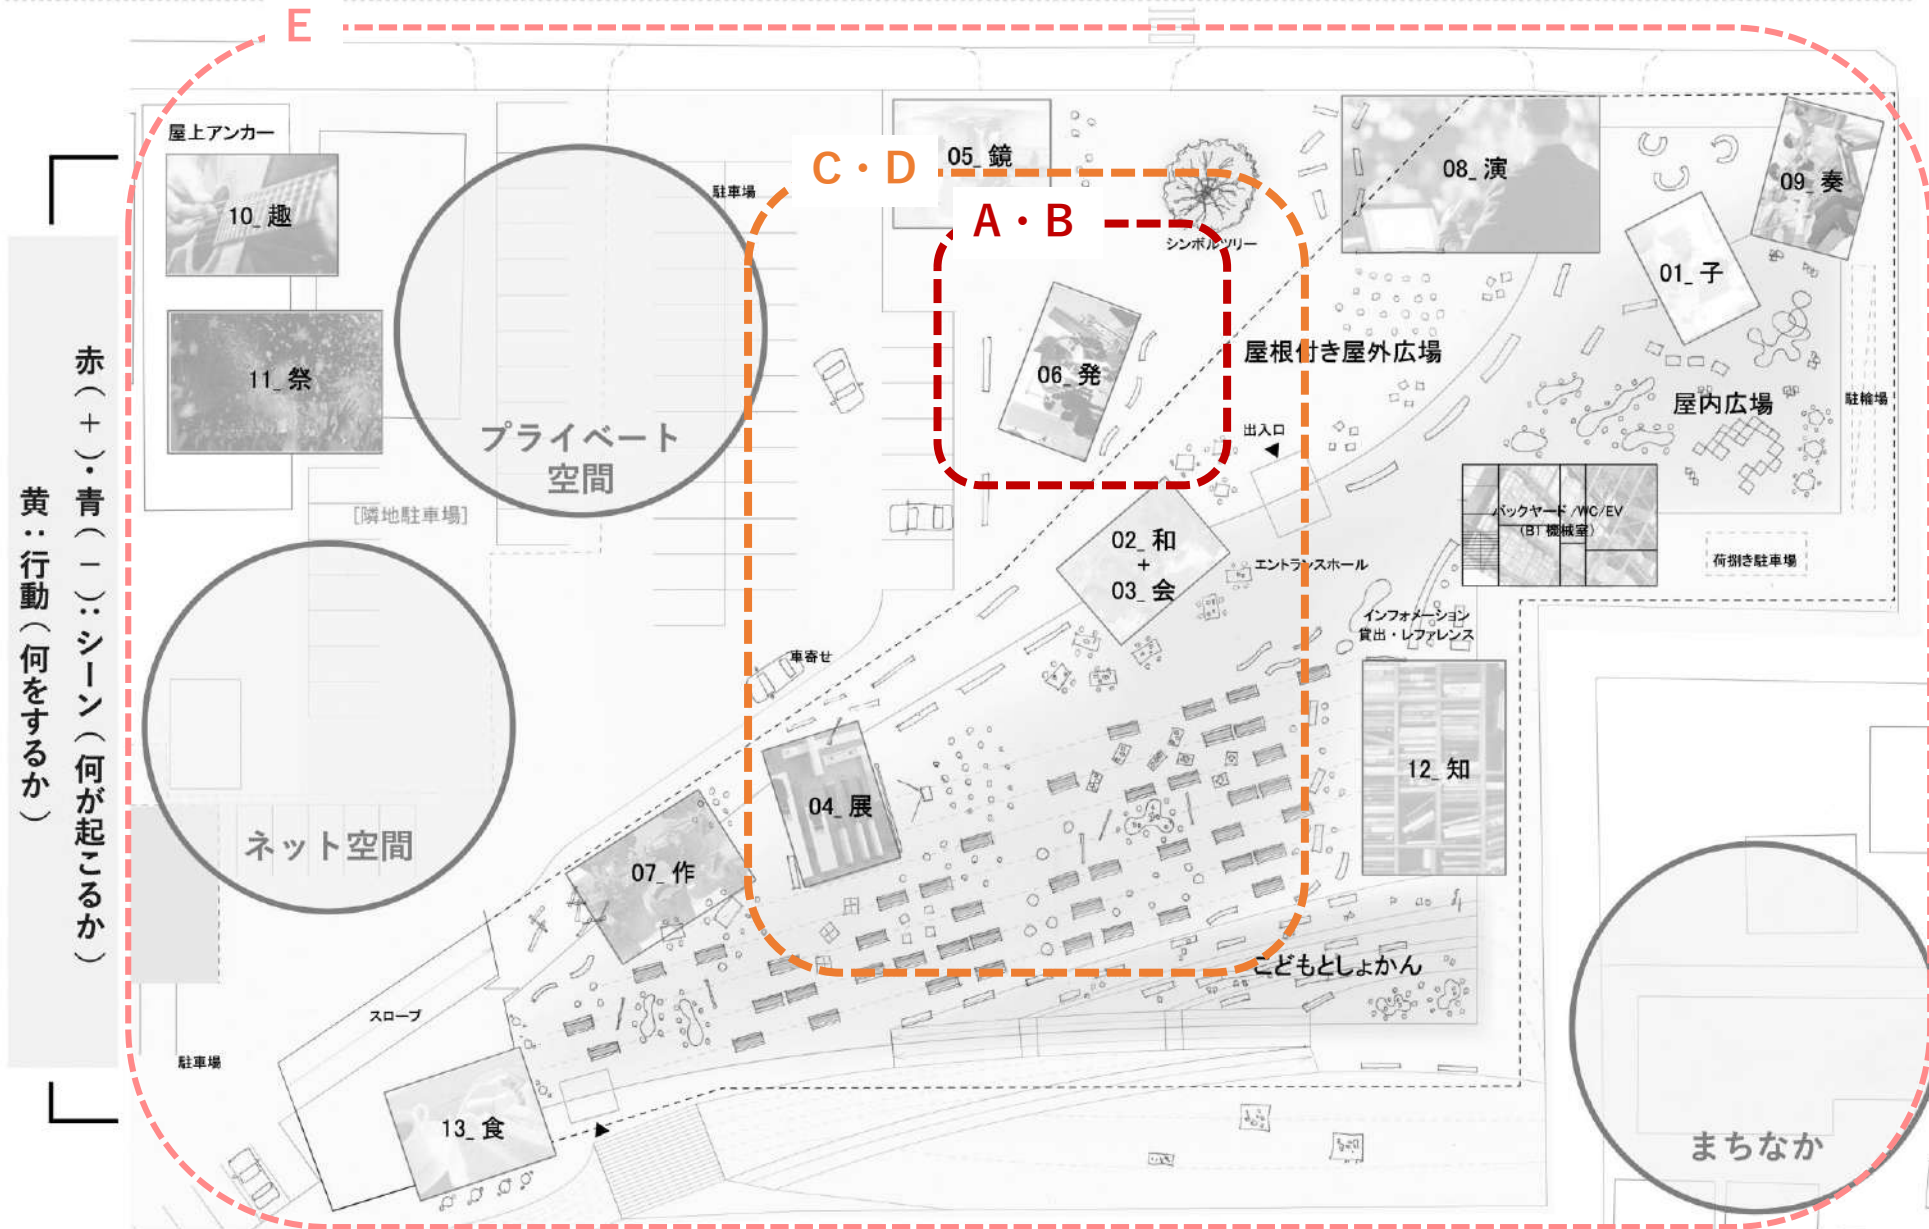 E
屋上アンカー
10_趣
11_祭
プライベート
空間
[隣地駐車場]
ネット空間
駐車場
C・D
05_鏡
A・B
シンボルツリー
06_発
08_演
09_奏
01_子
屋根付き屋外広場
屋内広場
駐輪場
出入口
バックヤード/WC/EV
(B1 機械室)
荷捌き駐車場
02_和
+
03_会
エントランスホール
インフォメーション
貸出・レファレンス
車寄せ
04_展
07_作
12_知
こどもとしょかん
スロープ
駐車場
13_食
まちなか
赤(+)・青(-):シーン(何が起こるか)
黄:行動(何をするか)